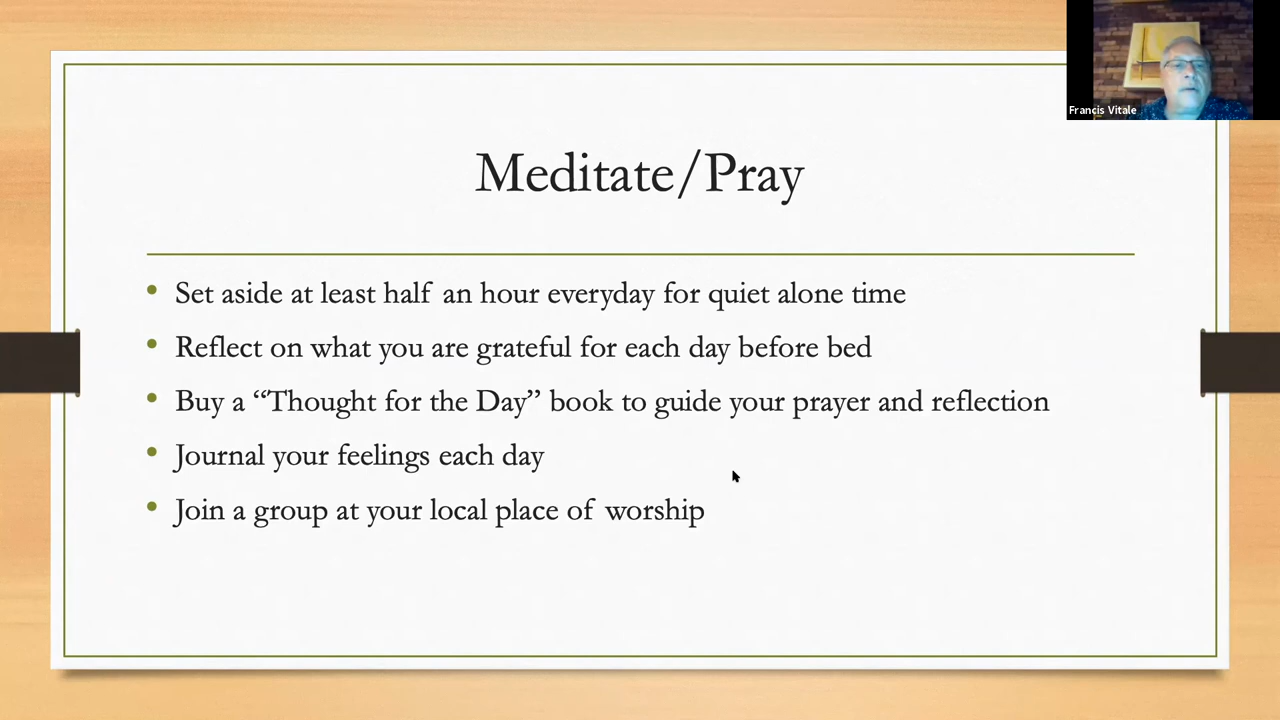 Francis Vitale
Meditate/Pray
Set aside at least half an hour everyday for quiet alone time
Reflect on what you are grateful for each day before bed
Buy a “Thought for the Day” book to guide your prayer and reflection
Journal your feelings each day
Join a group at your local place of worship